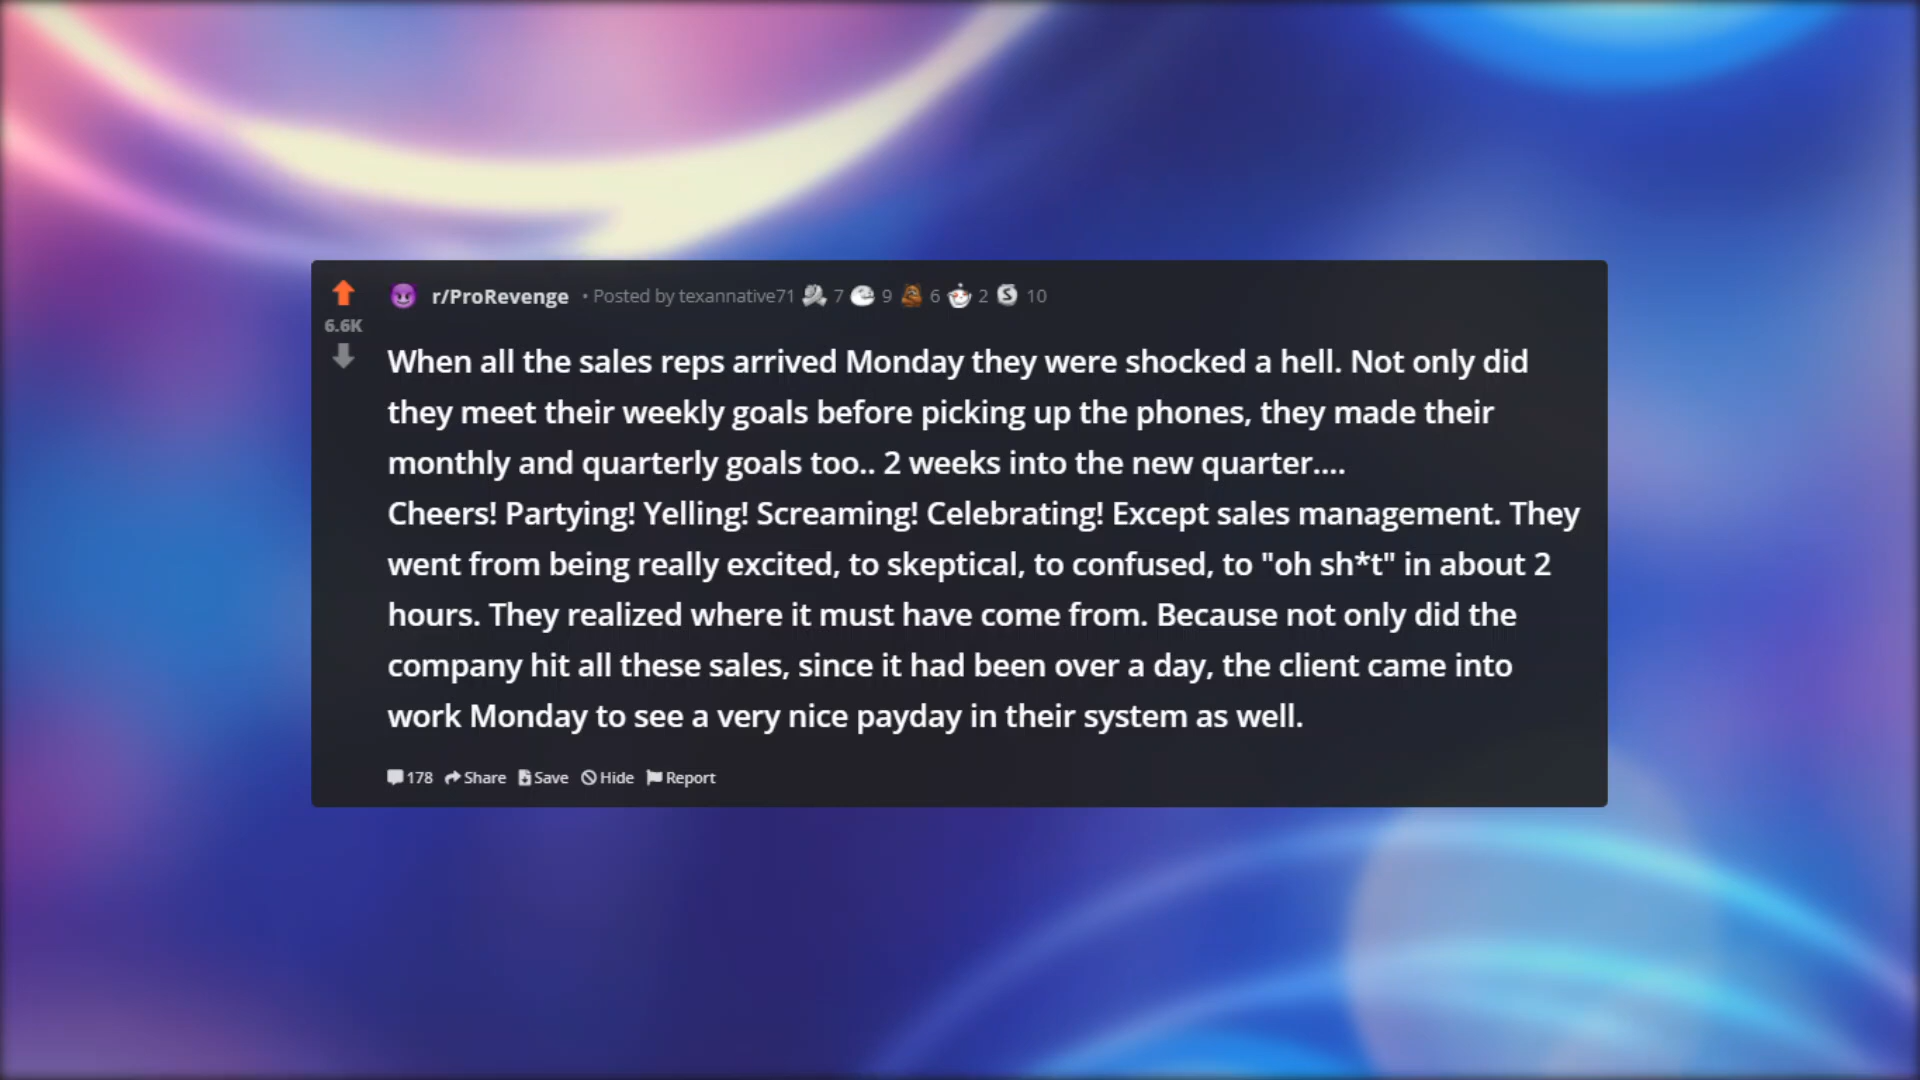 r/ProRevenge • Posted by texannative71 7 9 6 2 10
6.6K
When all the sales reps arrived Monday they were shocked a hell. Not only did
they meet their weekly goals before picking up the phones, they made their
monthly and quarterly goals too.. 2 weeks into the new quarter....
Cheers! Partying! Yelling! Screaming! Celebrating! Except sales management. They
went from being really excited, to skeptical, to confused, to "oh sh*t" in about 2
hours. They realized where it must have come from. Because not only did the
company hit all these sales, since it had been over a day, the client came into
work Monday to see a very nice payday in their system as well.
178 Share Save Hide Report